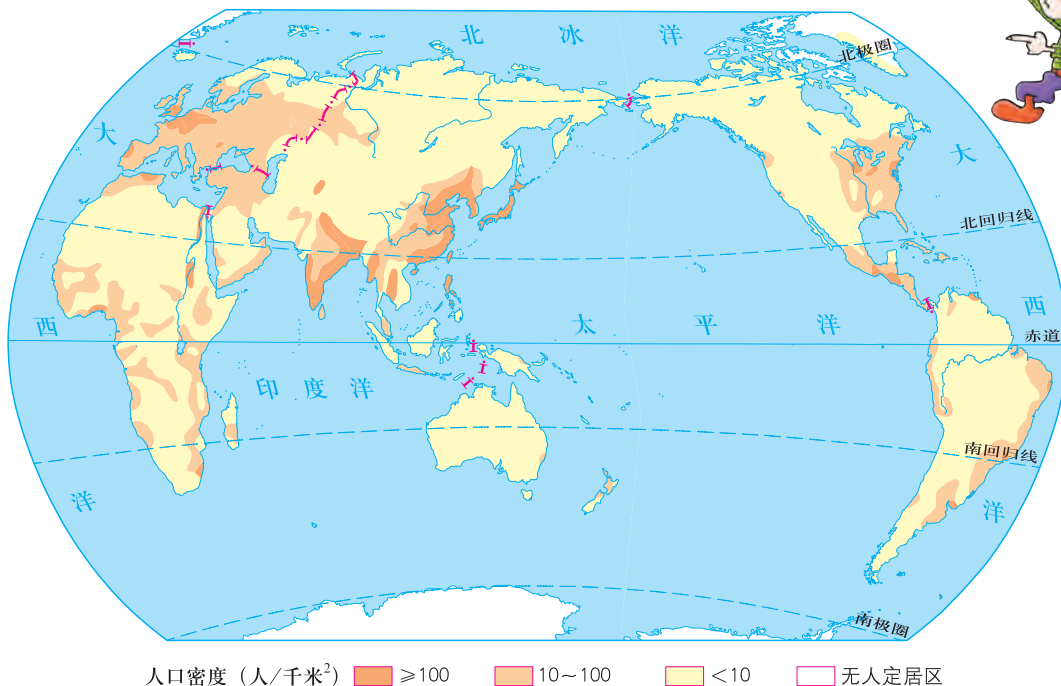 北冰洋
北极圈
大
大
北回归线
西
太平洋
西
赤道
印度洋
南回归线
洋
洋
南极圈
人口密度（人/千米²） ≥100 10~100 <10 无人定居区